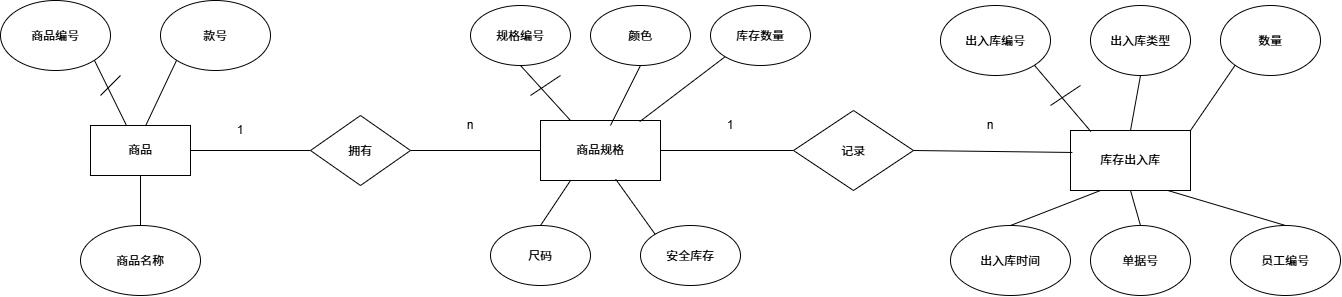 商品编号
款号
规格编号
颜色
库存数量
出入库编号
出入库类型
数量
商品
1
拥有
n
商品规格
1
记录
n
库存出入库
商品名称
尺码
安全库存
出入库时间
单据号
员工编号